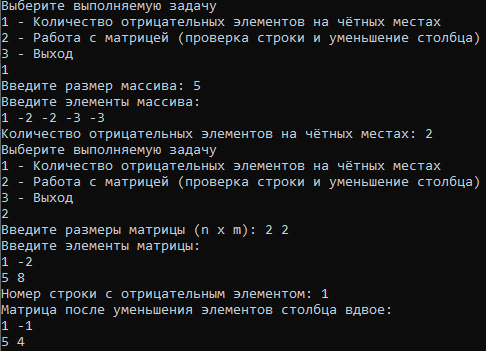 Выберите выполняемую задачу
1 - Количество отрицательных элементов на чётных местах
2 - Работа с матрицей (проверка строки и уменьшение столбца)
3 - Выход
1
Введите размер массива: 5
Введите элементы массива:
1 -2 -2 -3 -3
Количество отрицательных элементов на чётных местах: 2
Выберите выполняемую задачу
1 - Количество отрицательных элементов на чётных местах
2 - Работа с матрицей (проверка строки и уменьшение столбца)
3 - Выход
2
Введите размеры матрицы (n x m): 2 2
Введите элементы матрицы:
1 -2
5 8
Номер строки с отрицательным элементом: 1
Матрица после уменьшения элементов столбца вдвое:
1 -1
5 4